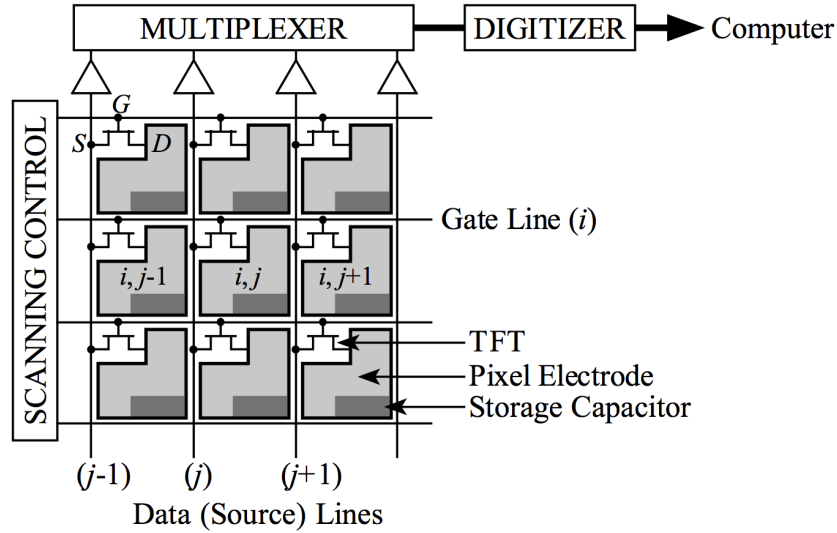 MULTIPLEXER
DIGITIZER
Computer
SCANNING CONTROL
G
S
D
Gate Line (i)
i, j-1
i, j
i, j+1
TFT
Pixel Electrode
Storage Capacitor
(j-1)
(j)
(j+1)
Data (Source) Lines